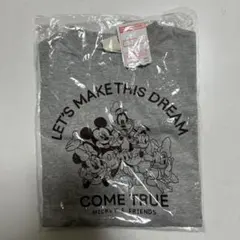 LET'S MAKE THIS DREAM
COME TRUE
MICKEY & FRIENDS